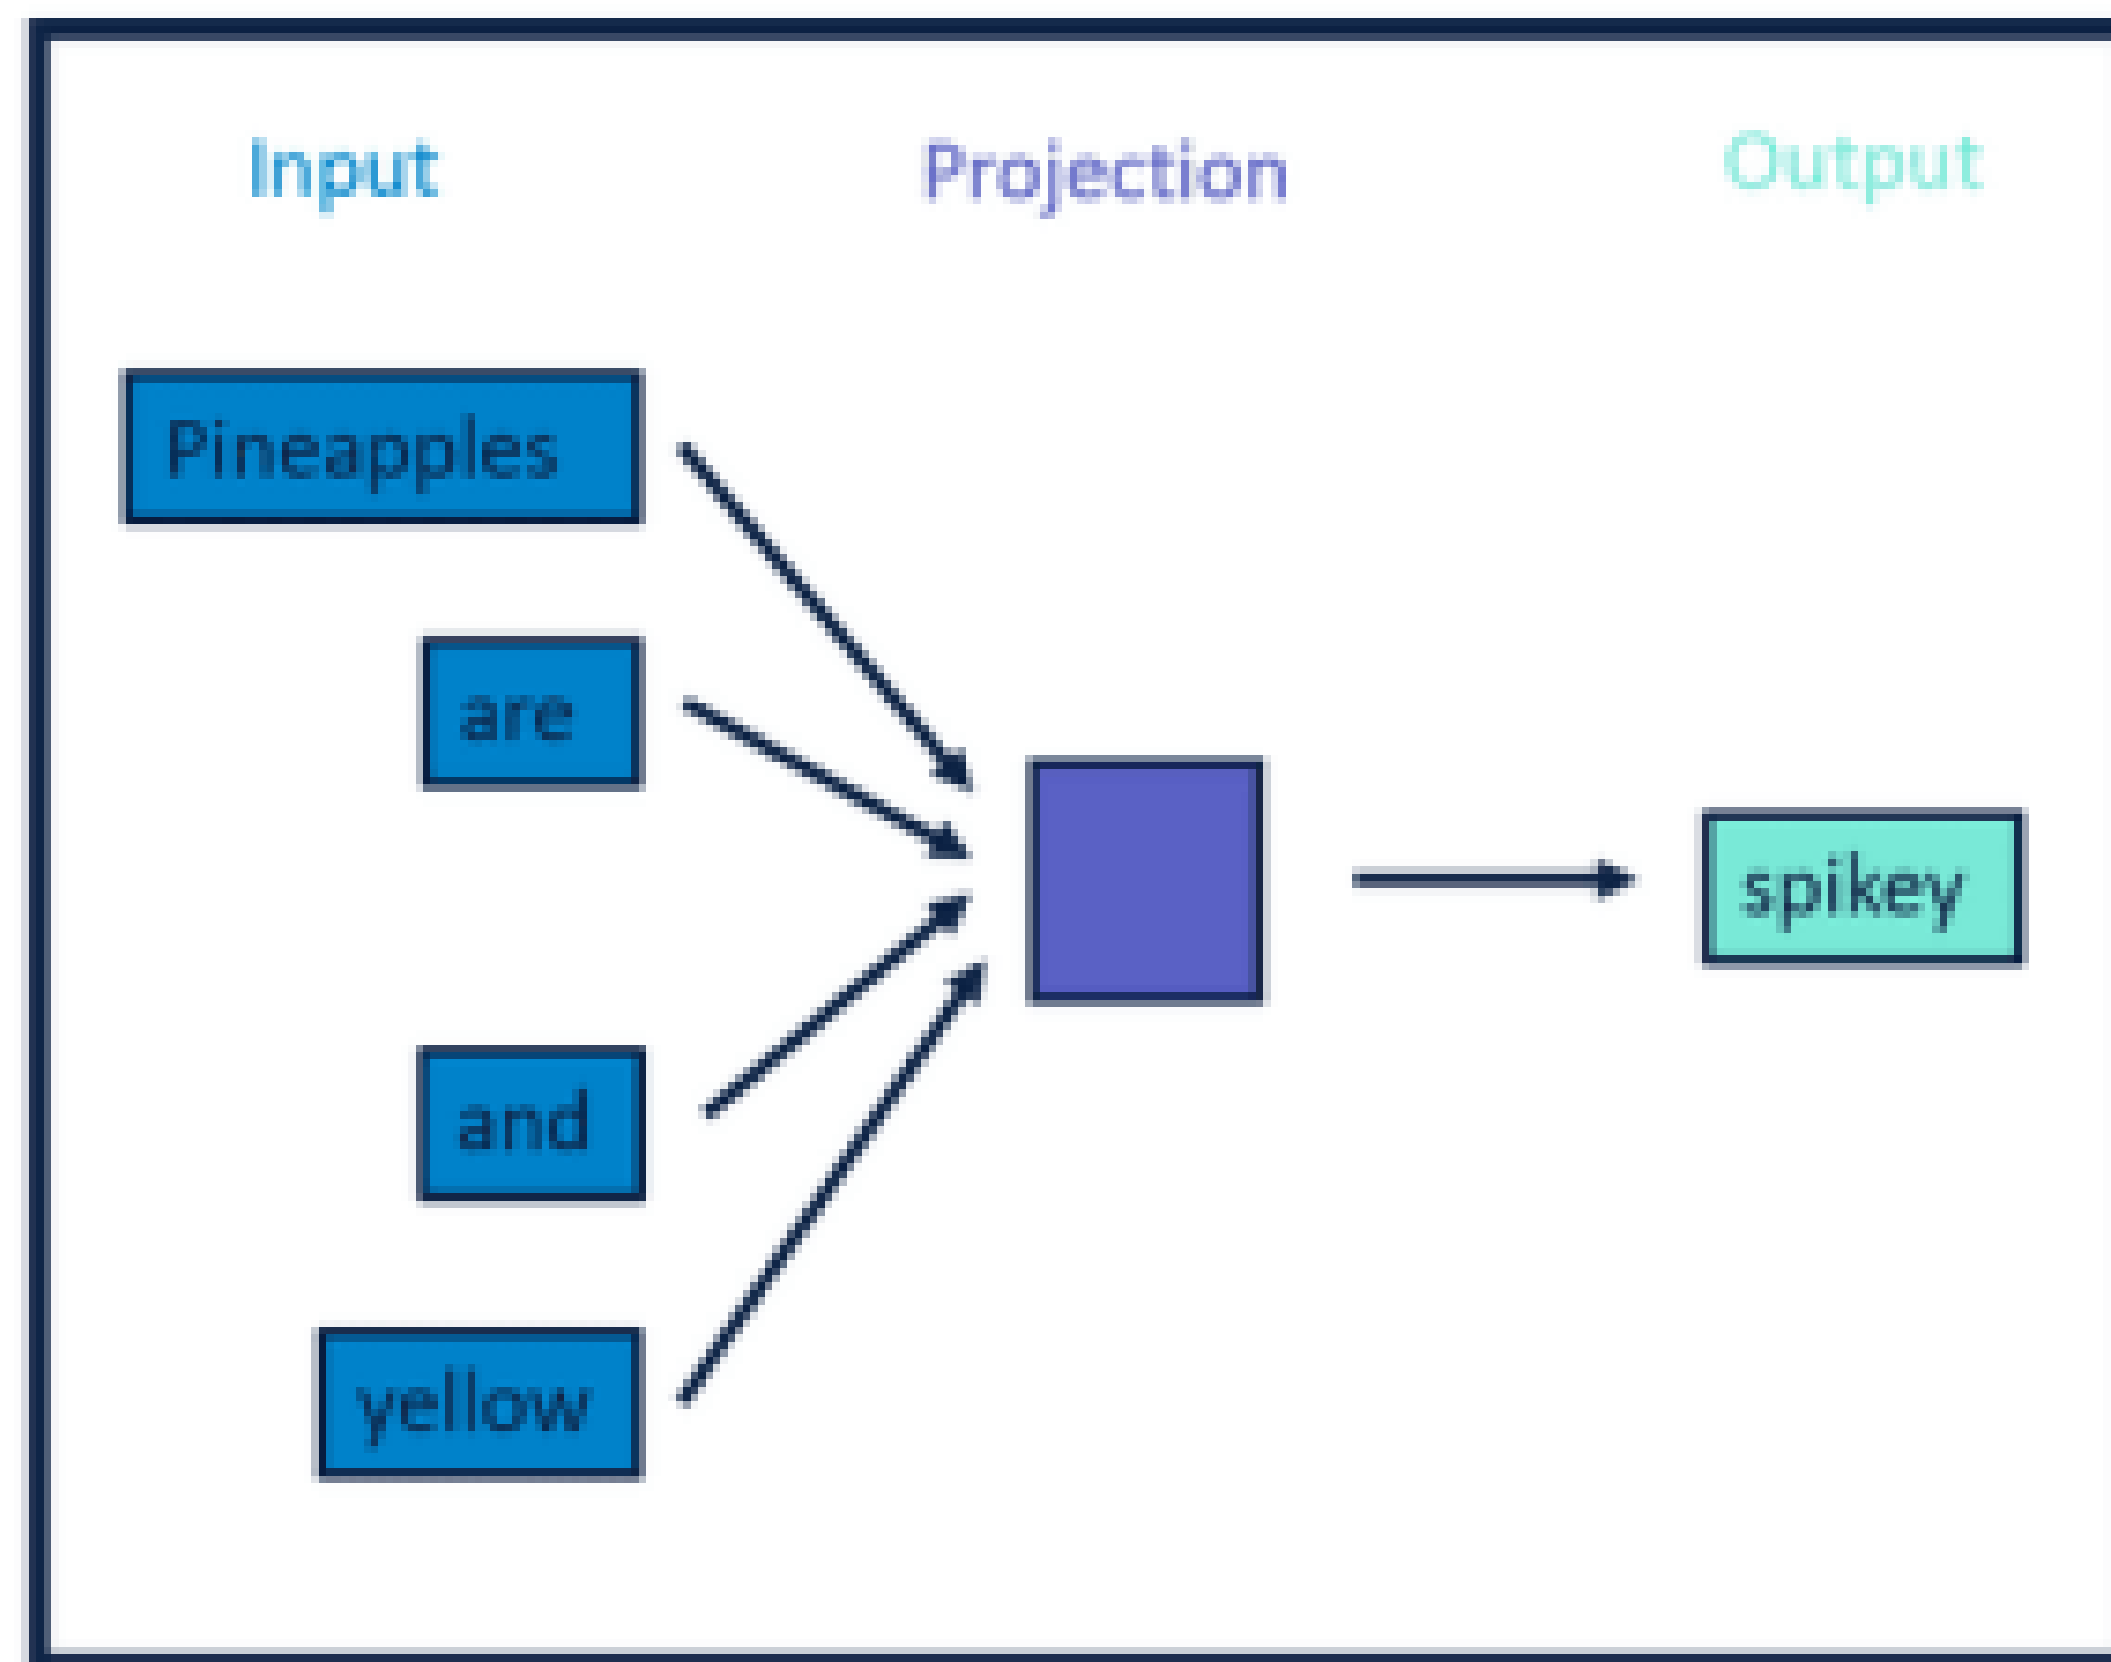 Input Projection Output
Pineapples
are
spikey
and
yellow